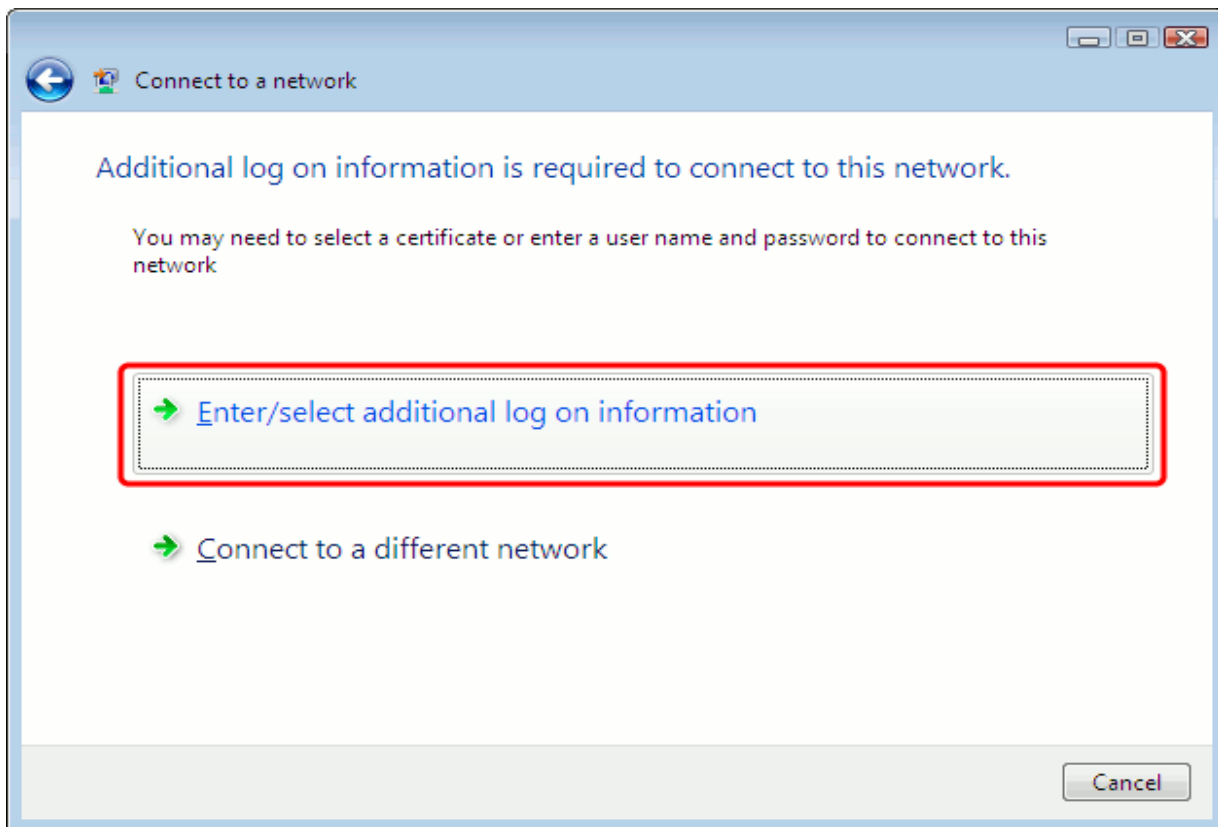 Connect to a network
Additional log on information is required to connect to this network.
You may need to select a certificate or enter a user name and password to connect to this
network
Enter/select additional log on information
Connect to a different network
Cancel